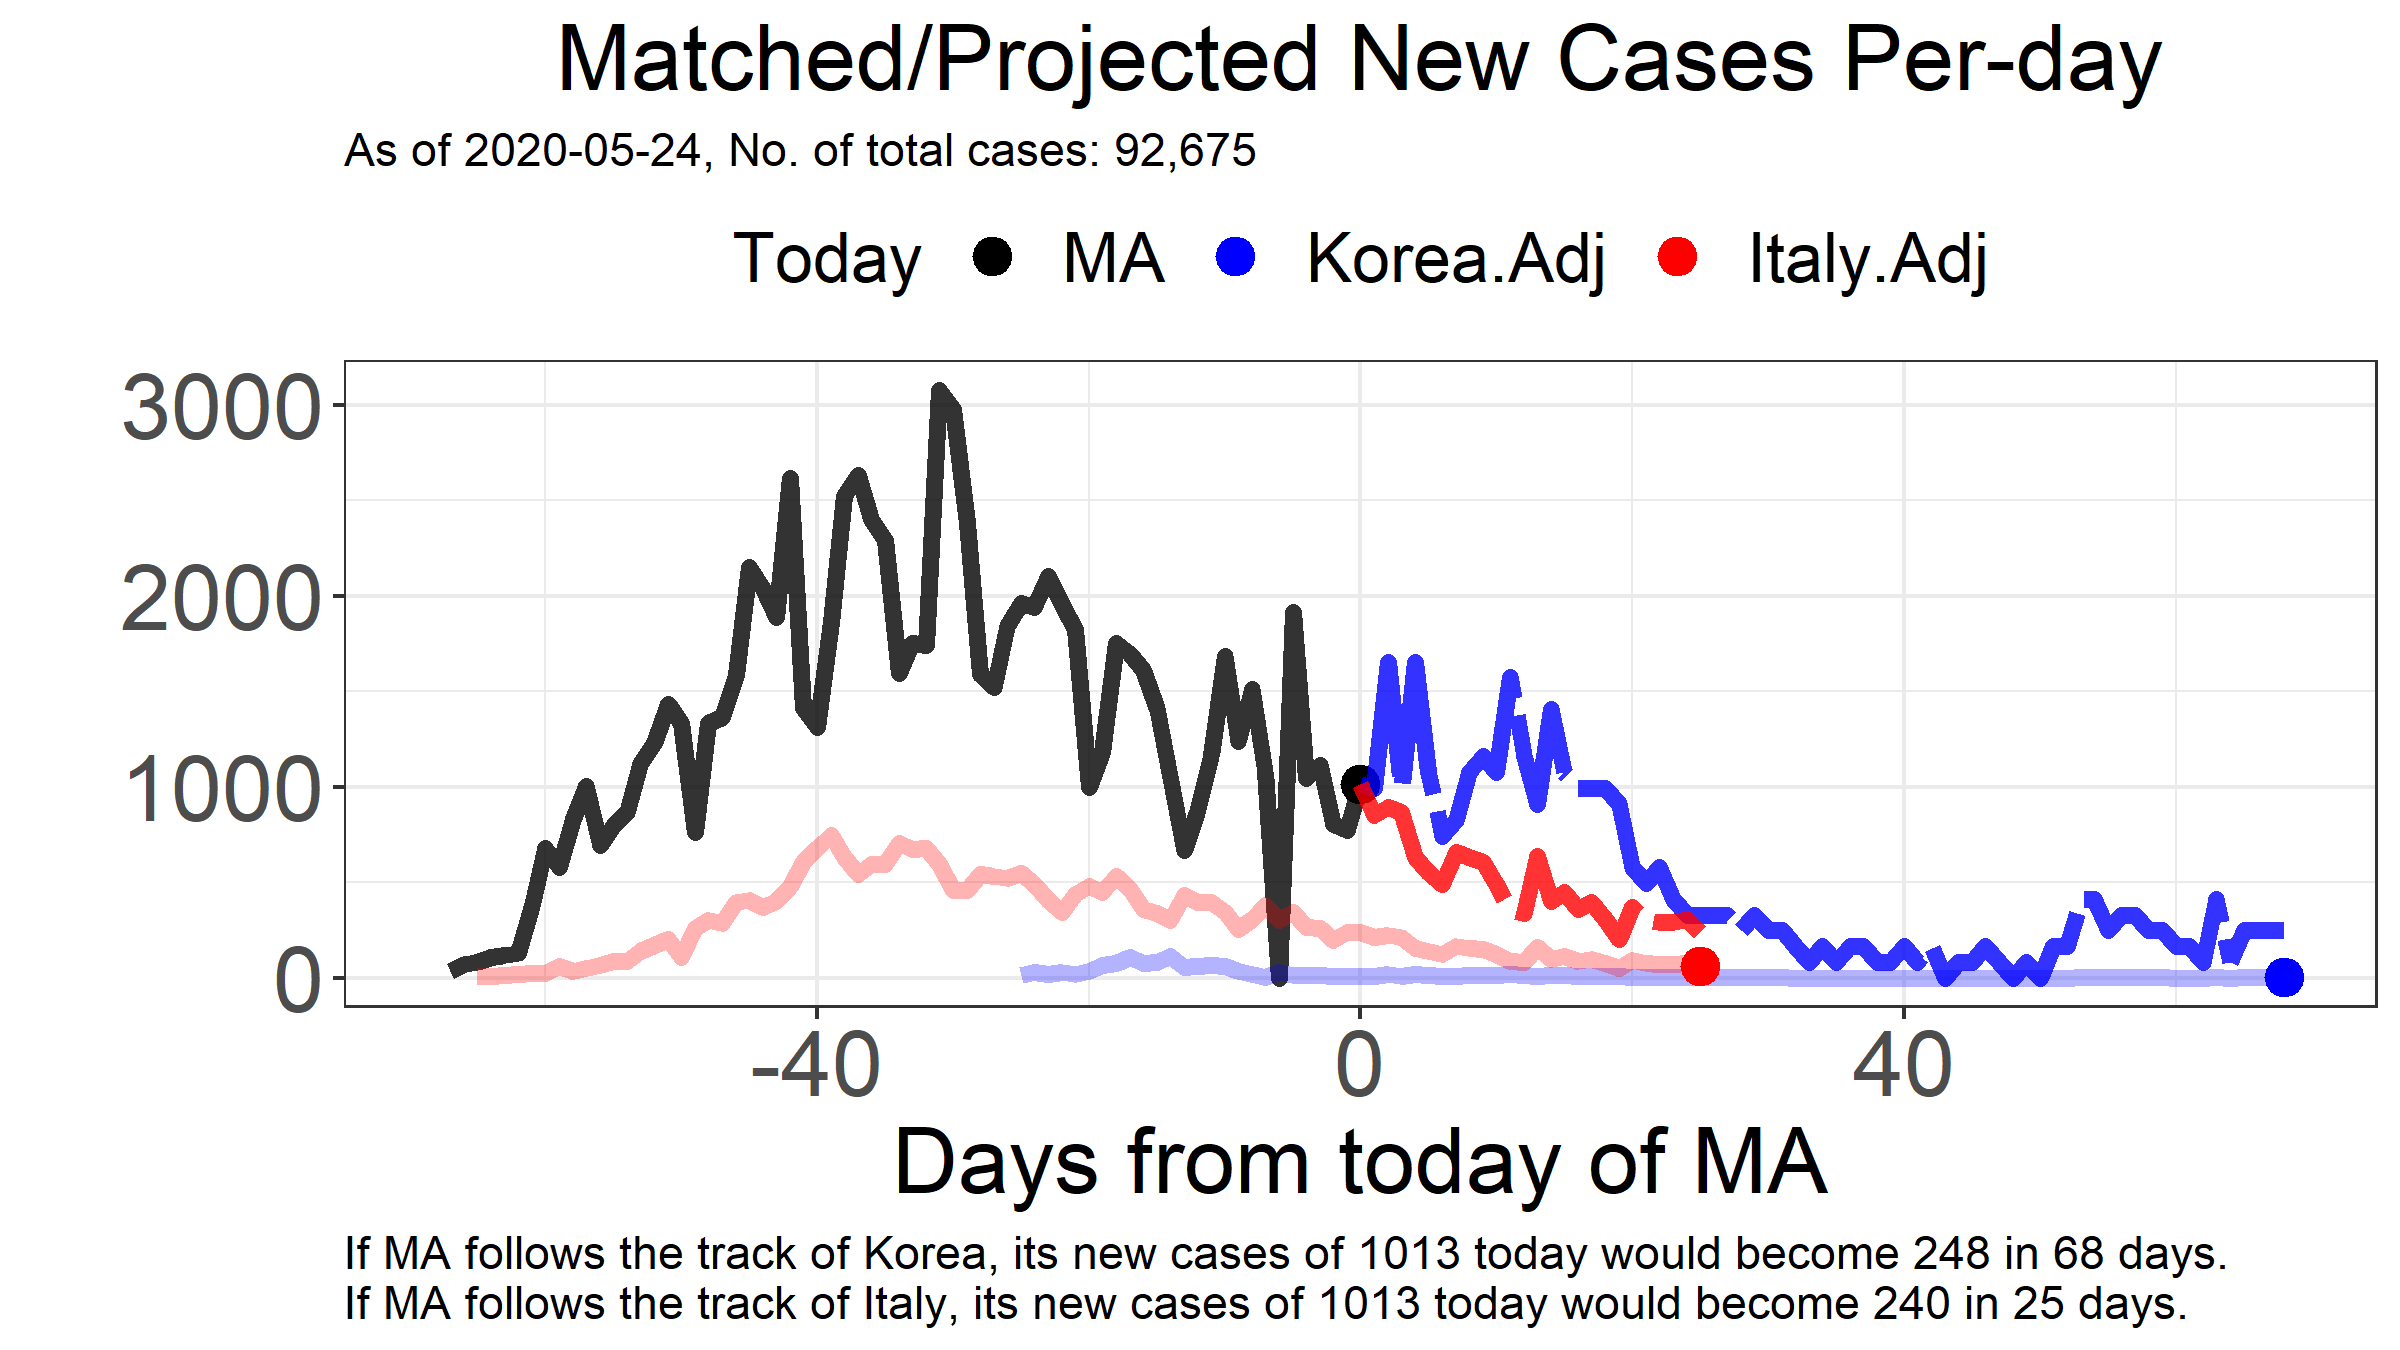 Matched/Projected New Cases Per-day
As of 2020-05-24, No. of total cases: 92,675
Today MA Korea.Adj Italy.Adj
3000
2000
1000
0
-40 0 40
Days from today of MA
If MA follows the track of Korea, its new cases of 1013 today would become 248 in 68 days.
If MA follows the track of Italy, its new cases of 1013 today would become 240 in 25 days.